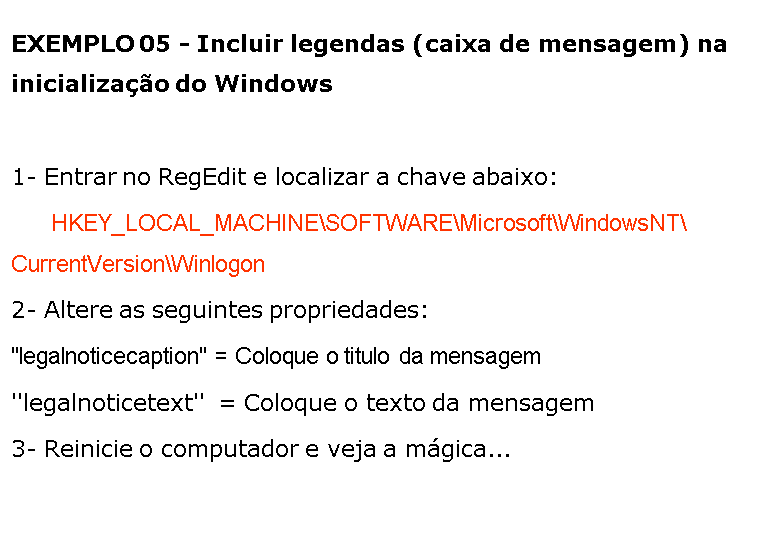 EXEMPLO 05 - Incluir legendas (caixa de mensagem) na
inicialização do Windows
1- Entrar no RegEdit e localizar a chave abaixo:
HKEY_LOCAL_MACHINE\SOFTWARE\Microsoft\WindowsNT\
CurrentVersion\Winlogon
2- Altere as seguintes propriedades:
"legalnoticecaption" = Coloque o titulo da mensagem
"legalnoticetext"  = Coloque o texto da mensagem
3- Reinicie o computador e veja a mágica...